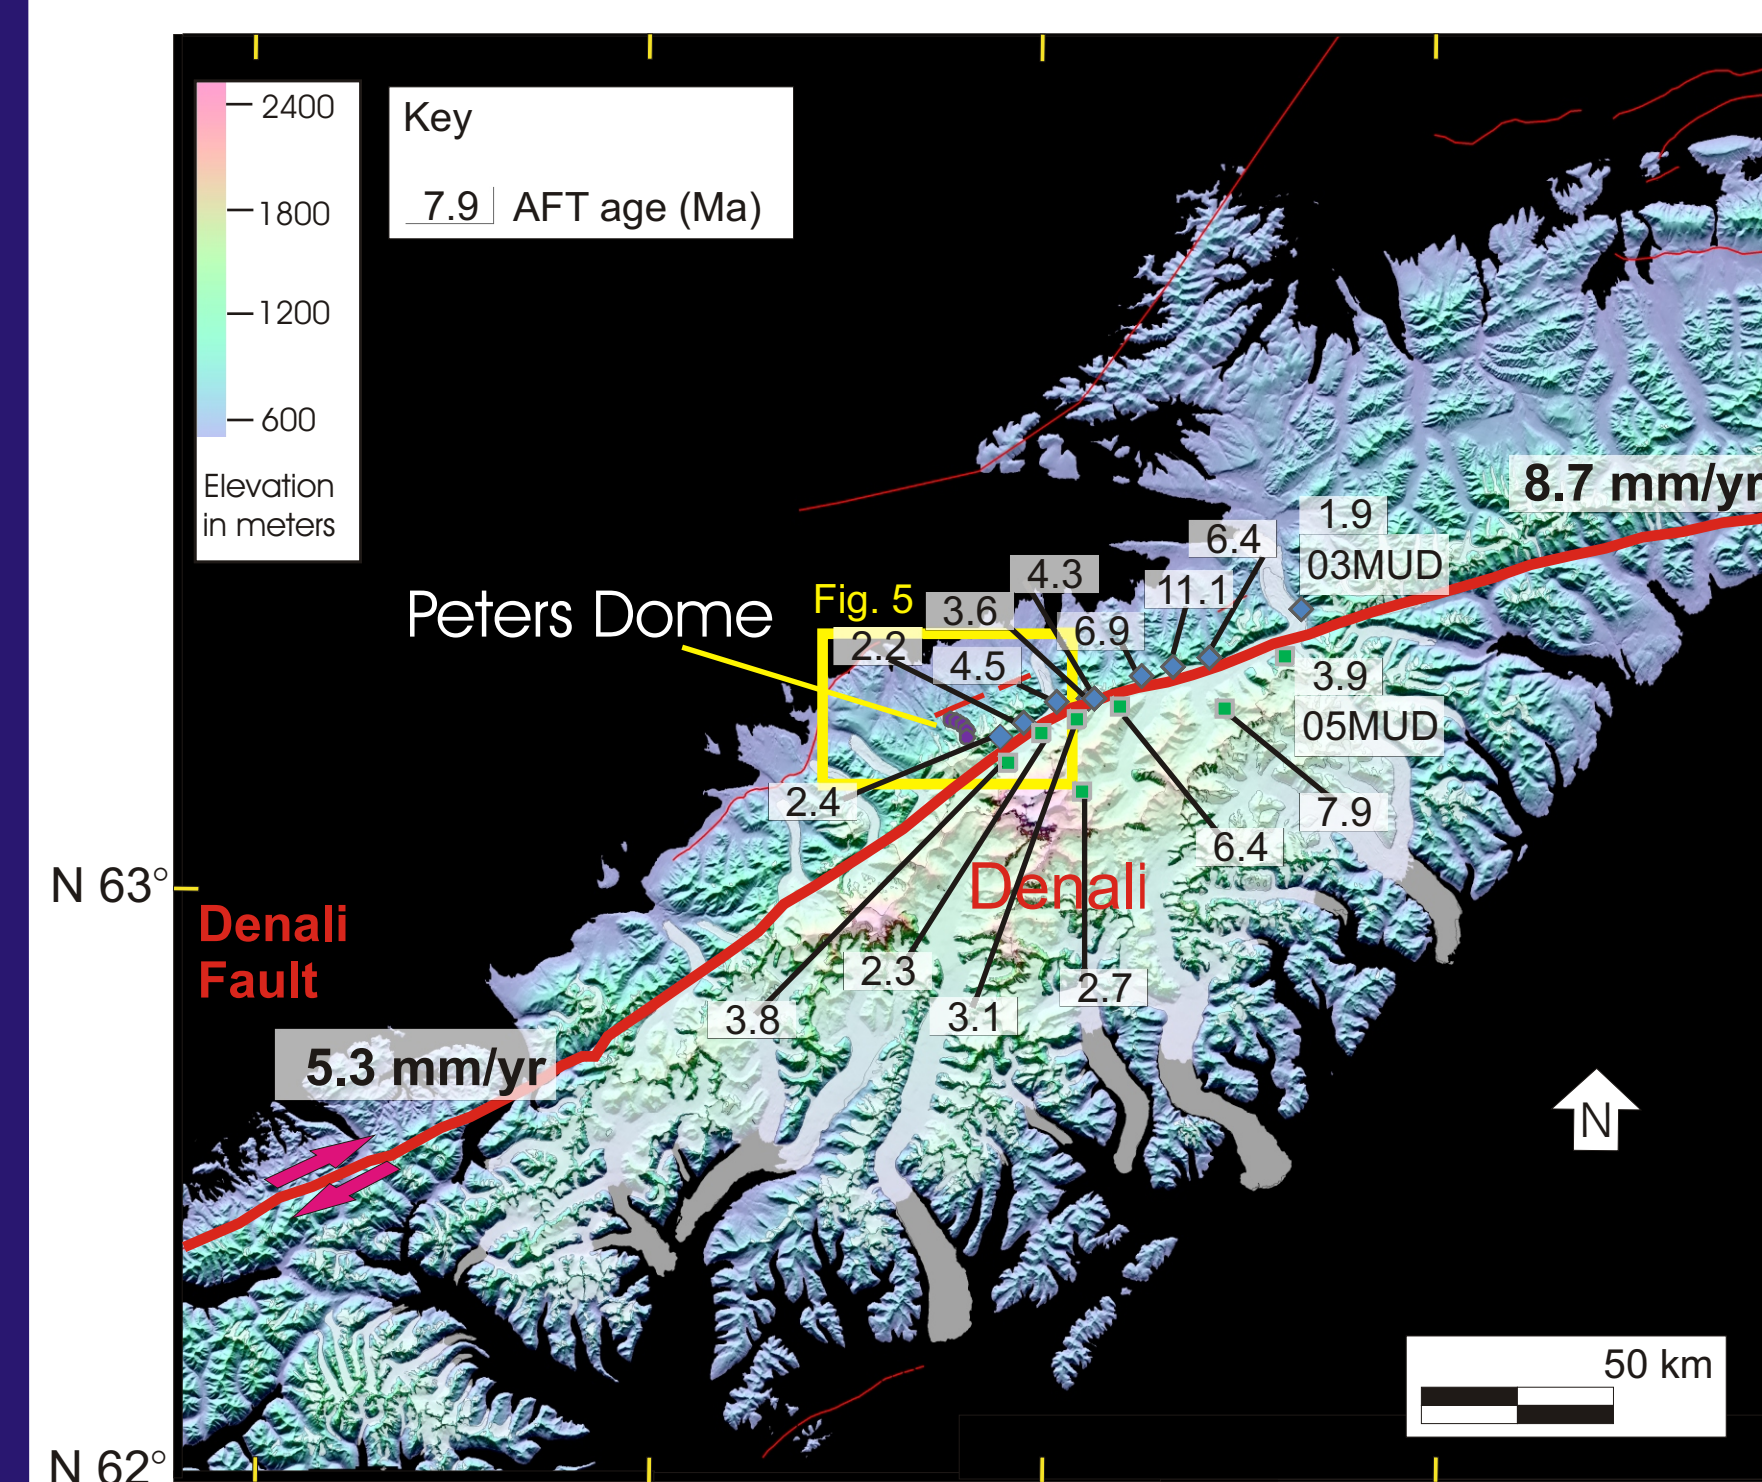 2400
1800
1200
600
Elevation
in meters
Key
7.9 AFT age (Ma)
8.7 mm/yr
1.9
03MUD
6.4
4.3
11.1
Fig. 5
3.6
Peters Dome
6.9
2.2
4.5
3.9
05MUD
2.4
7.9
6.4
N 63°
Denali
Denali
Fault
2.3
2.7
3.8
3.1
5.3 mm/yr
N
50 km
N 62°